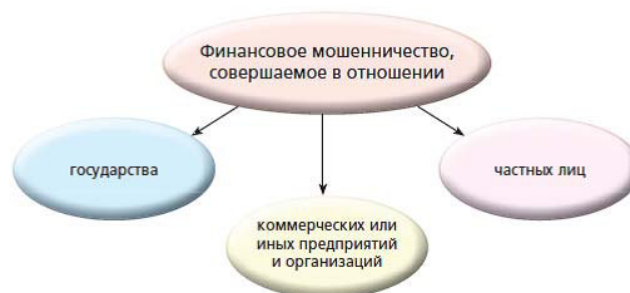 Финансовое мошенничество,
совершаемое в отношении
государства
частных лиц
коммерческих или
иных предприятий
и организаций